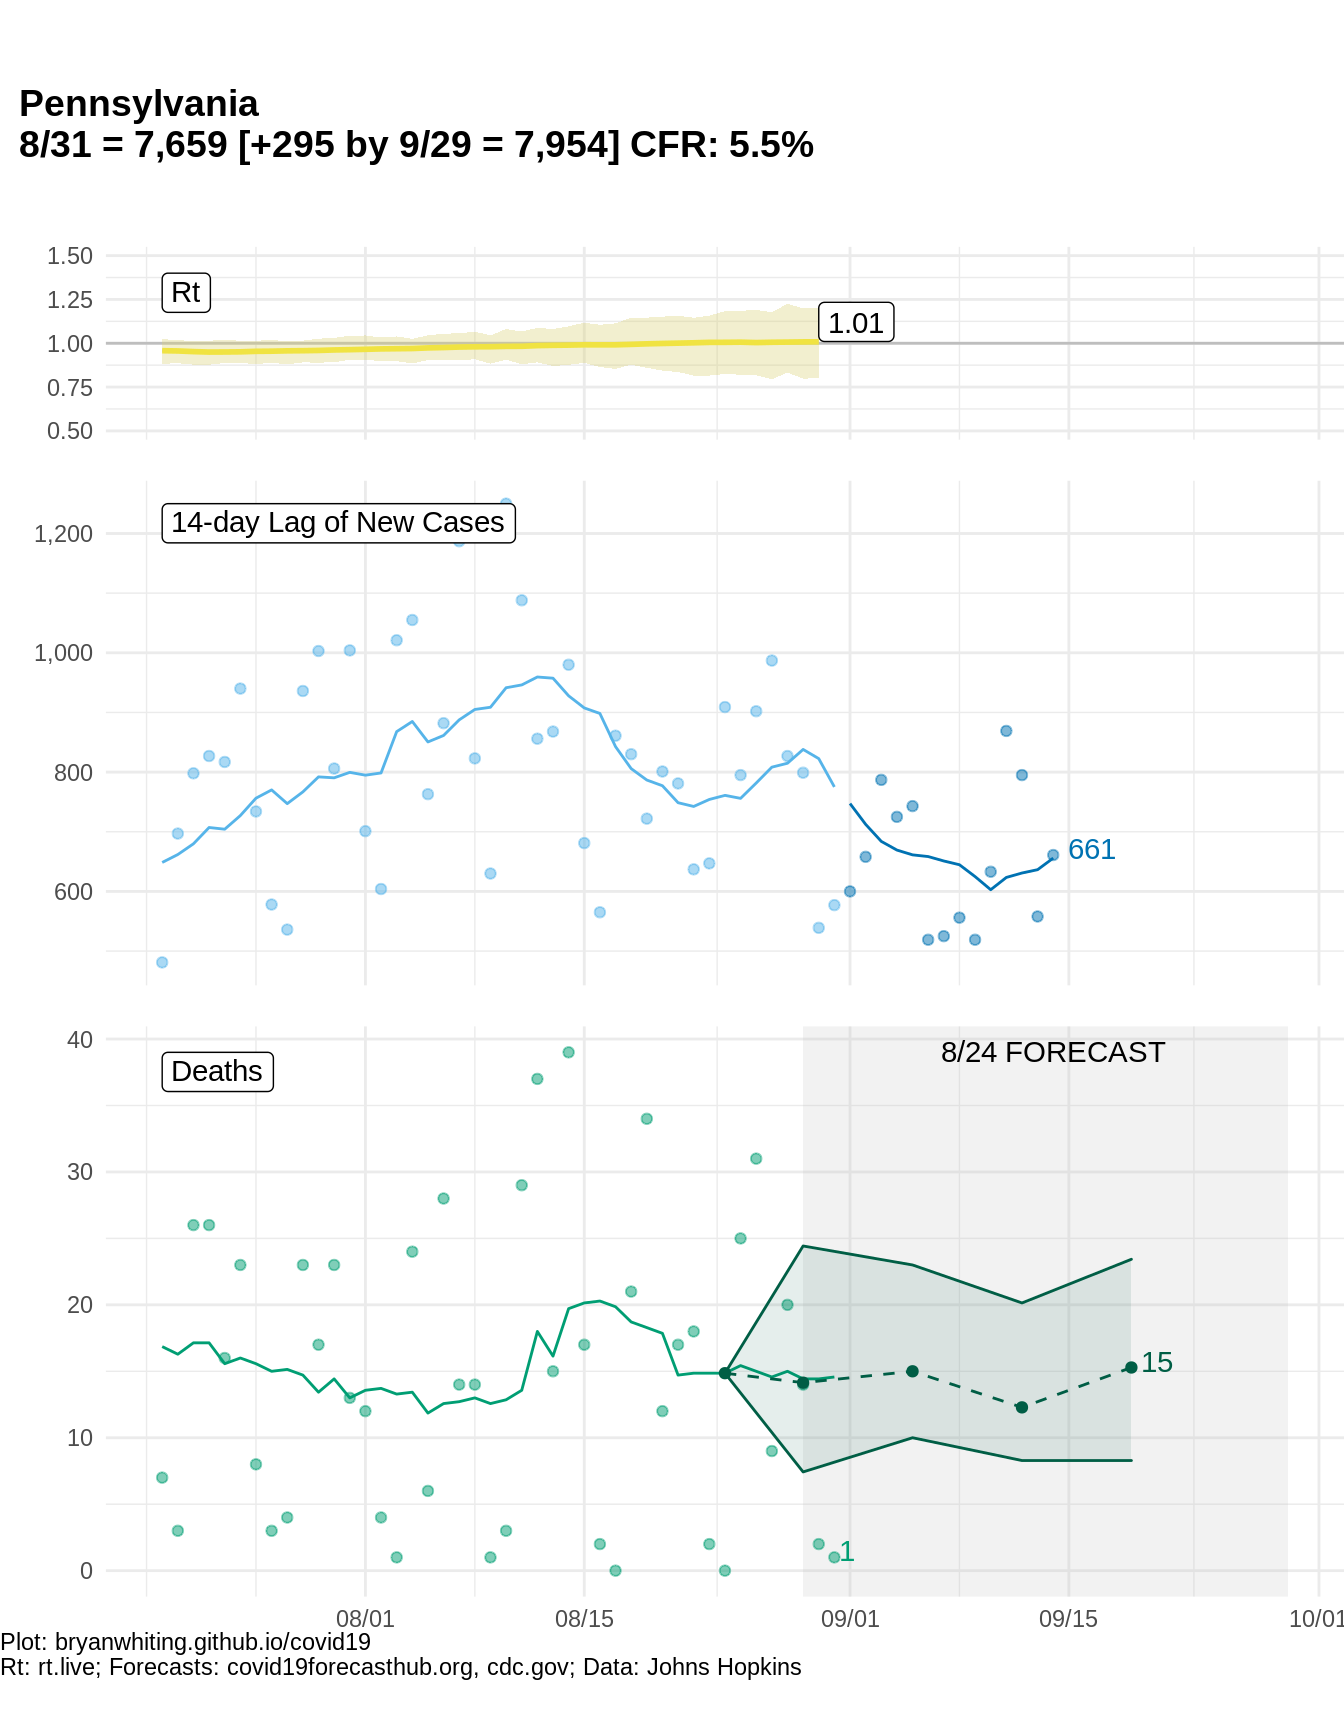 Pennsylvania
8/31 = 7,659 [+295 by 9/29 = 7,954] CFR: 5.5%
1.50
1.25
1.00
0.75
0.50
Rt
1.01
1,200
1,000
800
600
14-day Lag of New Cases
661
40
30
20
10
0
Deaths
8/24 FORECAST
15
1
08/01 08/15 09/01 09/15 10/01
Plot: bryanwhiting.github.io/covid19
Rt: rt.live; Forecasts: covid19forecasthub.org, cdc.gov; Data: Johns Hopkins